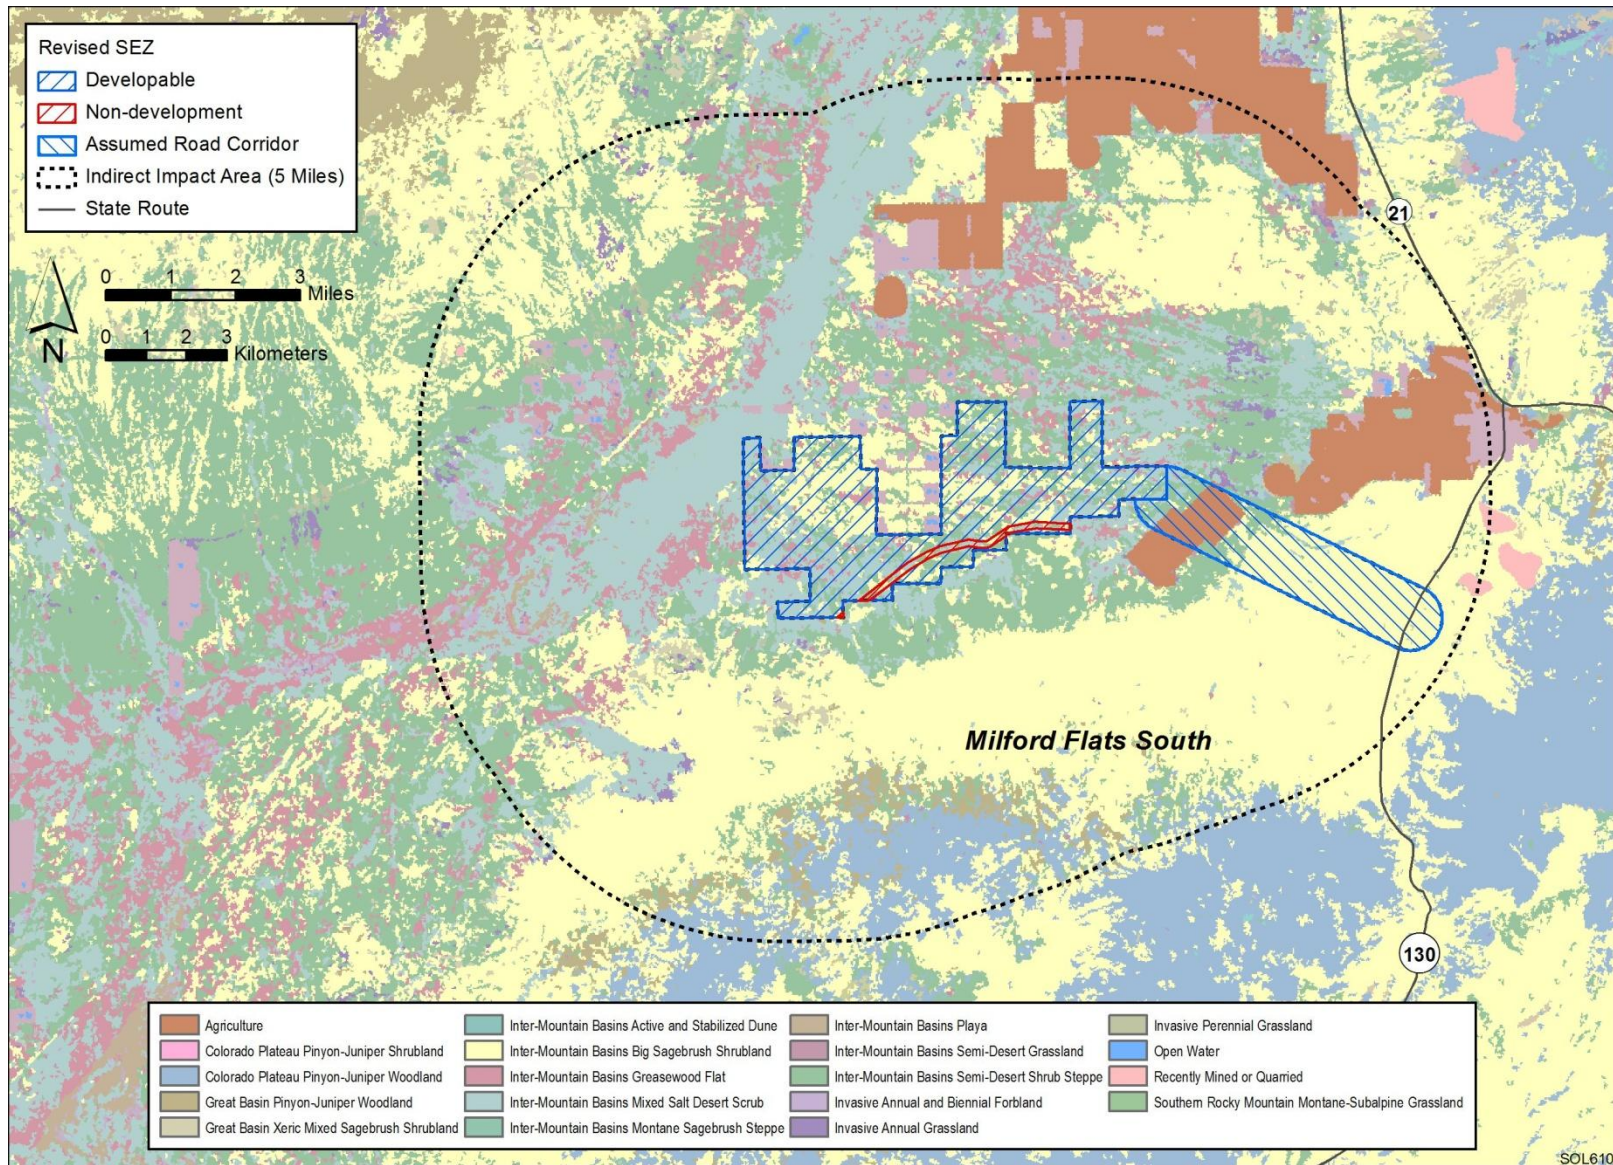 Revised SEZ
Developable
Non-development
Assumed Road Corridor
Indirect Impact Area (5 Miles)
State Route
0 1 2 3
Miles
0 1 2 3
Kilometers
N
21
Milford Flats South
130
Agriculture
Colorado Plateau Pinyon-Juniper Shrubland
Colorado Plateau Pinyon-Juniper Woodland
Great Basin Pinyon-Juniper Woodland
Great Basin Xeric Mixed Sagebrush Shrubland
Inter-Mountain Basins Active and Stabilized Dune
Inter-Mountain Basins Big Sagebrush Shrubland
Inter-Mountain Basins Greasewood Flat
Inter-Mountain Basins Mixed Salt Desert Scrub
Inter-Mountain Basins Montane Sagebrush Steppe
Inter-Mountain Basins Playa
Inter-Mountain Basins Semi-Desert Grassland
Inter-Mountain Basins Semi-Desert Shrub Steppe
Invasive Annual and Biennial Forbland
Invasive Annual Grassland
Invasive Perennial Grassland
Open Water
Recently Mined or Quarried
Southern Rocky Mountain Montane-Subalpine Grassland
SOL610